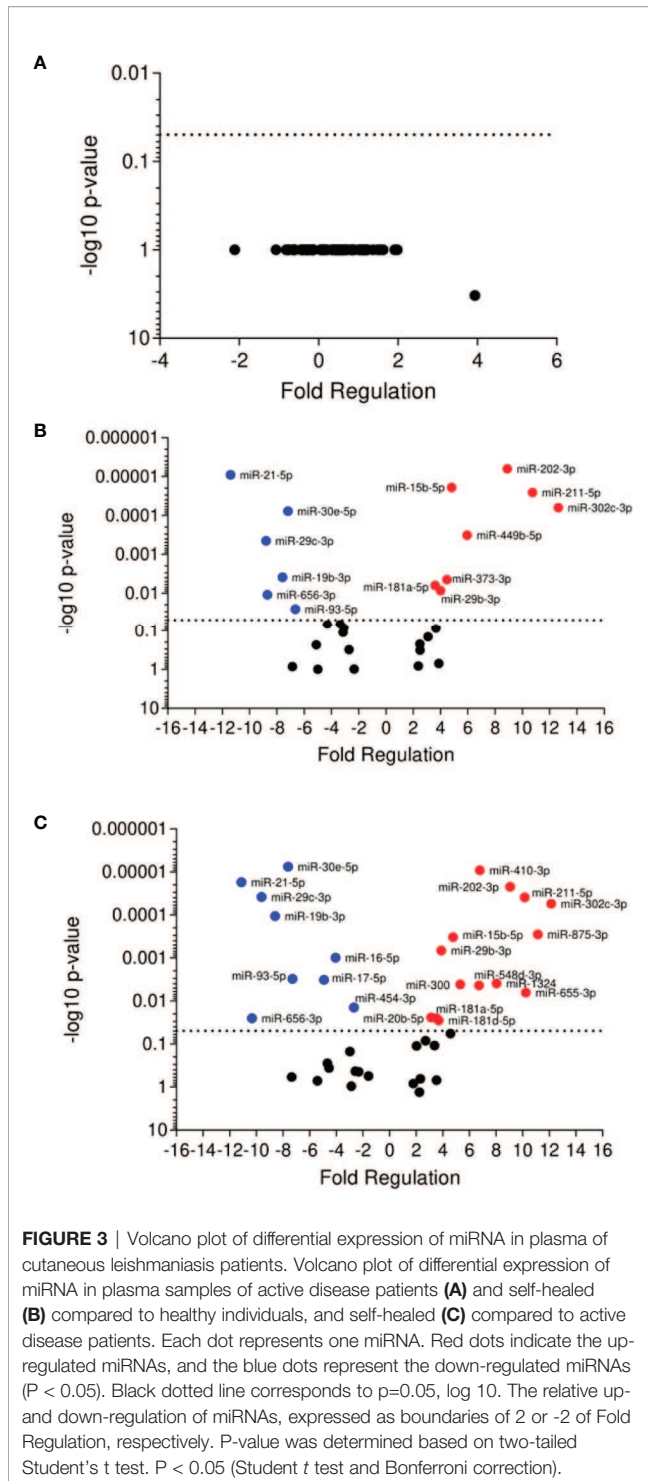 A
0.01
0.1
1
10
-log10 p-value
-4 -2 0 2 4 6
Fold Regulation
B
0.000001
0.00001
0.0001
0.001
0.01
0.1
1
10
-log10 p-value
miR-21-5p
miR-30e-5p
miR-29c-3p
miR-19b-3p
miR-656-3p
miR-93-5p
miR-202-3p
miR-15b-5p
miR-211-5p
miR-302c-3p
miR-449b-5p
miR-373-3p
miR-181a-5p
miR-29b-3p
-16 -14 -12 -10 -8 -6 -4 -2 0 2 4 6 8 10 12 14 16
Fold Regulation
C
0.000001
0.00001
0.0001
0.001
0.01
0.1
1
10
-log10 p-value
miR-30e-5p
miR-21-5p
miR-29c-3p
miR-19b-3p
miR-16-5p
miR-93-5p
miR-17-5p
miR-454-3p
miR-656-3p
miR-410-3p
miR-202-3p
miR-211-5p
miR-302c-3p
miR-15b-5p
miR-875-3p
miR-29b-3p
miR-548d-3p
miR-300
miR-1324
miR-655-3p
miR-181a-5p
miR-20b-5p
miR-181d-5p
-16 -14 -12 -10 -8 -6 -4 -2 0 2 4 6 8 10 12 14 16
Fold Regulation
FIGURE 3 | Volcano plot of differential expression of miRNA in plasma of
cutaneous leishmaniasis patients. Volcano plot of differential expression of
miRNA in plasma samples of active disease patients (A) and self-healed
(B) compared to healthy individuals, and self-healed (C) compared to active
disease patients. Each dot represents one miRNA. Red dots indicate the up-
regulated miRNAs, and the blue dots represent the down-regulated miRNAs
(P < 0.05). Black dotted line corresponds to p=0.05, log 10. The relative up-
and down-regulation of miRNAs, expressed as boundaries of 2 or -2 of Fold
Regulation, respectively. P-value was determined based on two-tailed
Student's t test. P < 0.05 (Student t test and Bonferroni correction).